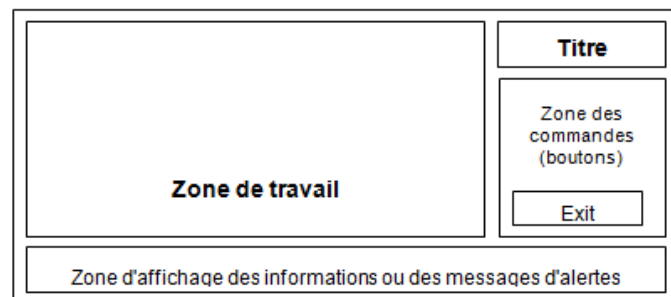 Titre
Zone des
commandes
(boutons)
Zone de travail
Exit
Zone d'affichage des informations ou des messages d'alertes